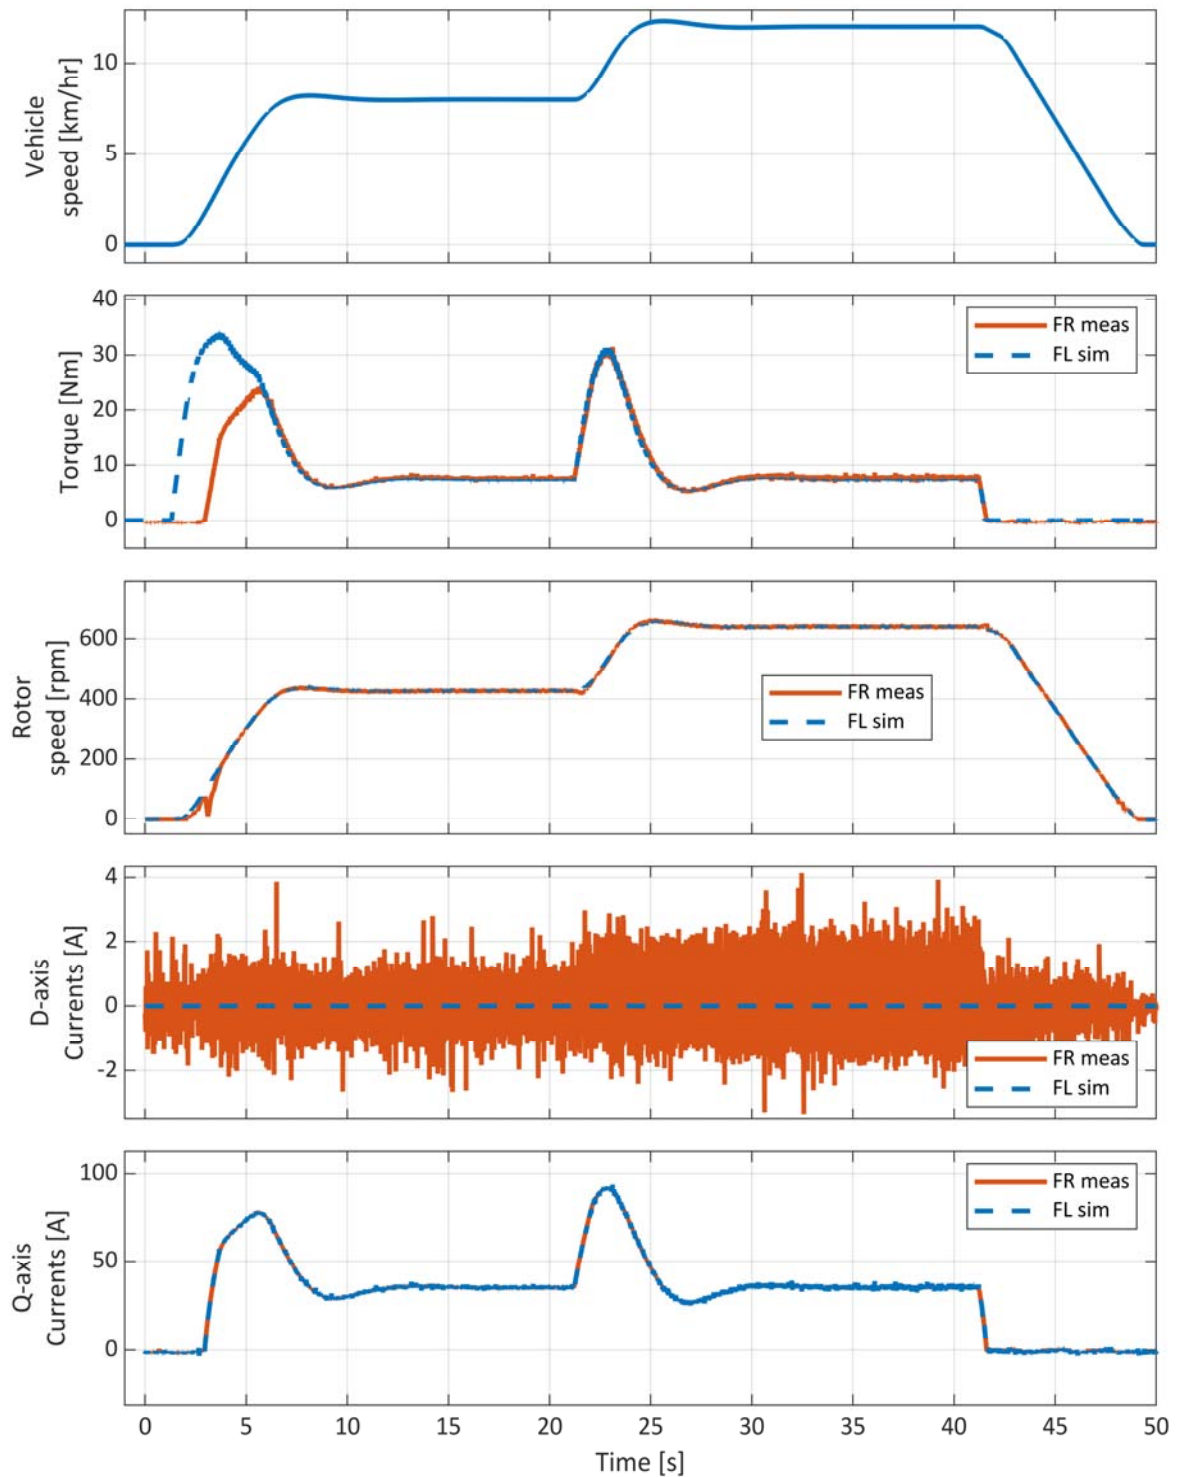 Vehicle
speed [km/hr]
10
5
0
Torque [Nm]
40
30
20
10
0
FR meas
FL sim
Rotor
speed [rpm]
600
400
200
0
FR meas
FL sim
D-axis
Currents [A]
4
2
0
-2
FR meas
FL sim
Q-axis
Currents [A]
100
50
0
FR meas
FL sim
0 5 10 15 20 25 30 35 40 45 50
Time [s]